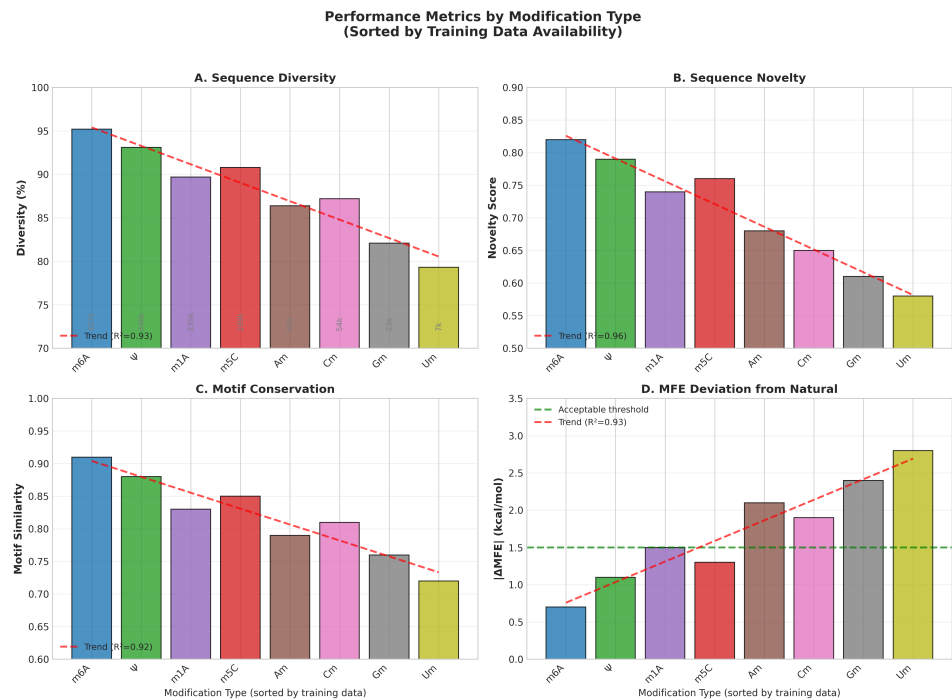 Performance Metrics by Modification Type
(Sorted by Training Data Availability)
A. Sequence Diversity
Diversity (%)
100
95
90
85
80
75
70
54k
23k
7k
Trend (R²=0.93)
m6A
Ψ
m1A
m5C
Am
Cm
Gm
Um
B. Sequence Novelty
Novelty Score
0.90
0.85
0.80
0.75
0.70
0.65
0.60
0.55
0.50
Trend (R²=0.96)
m6A
Ψ
m1A
m5C
Am
Cm
Gm
Um
C. Motif Conservation
Motif Similarity
1.00
0.95
0.90
0.85
0.80
0.75
0.70
0.65
0.60
Trend (R²=0.92)
m6A
Ψ
m1A
m5C
Am
Cm
Gm
Um
Modification Type (sorted by training data)
D. MFE Deviation from Natural
|ΔMFE| (kcal/mol)
3.5
3.0
2.5
2.0
1.5
1.0
0.5
0.0
Acceptable threshold
Trend (R²=0.93)
m6A
Ψ
m1A
m5C
Am
Cm
Gm
Um
Modification Type (sorted by training data)